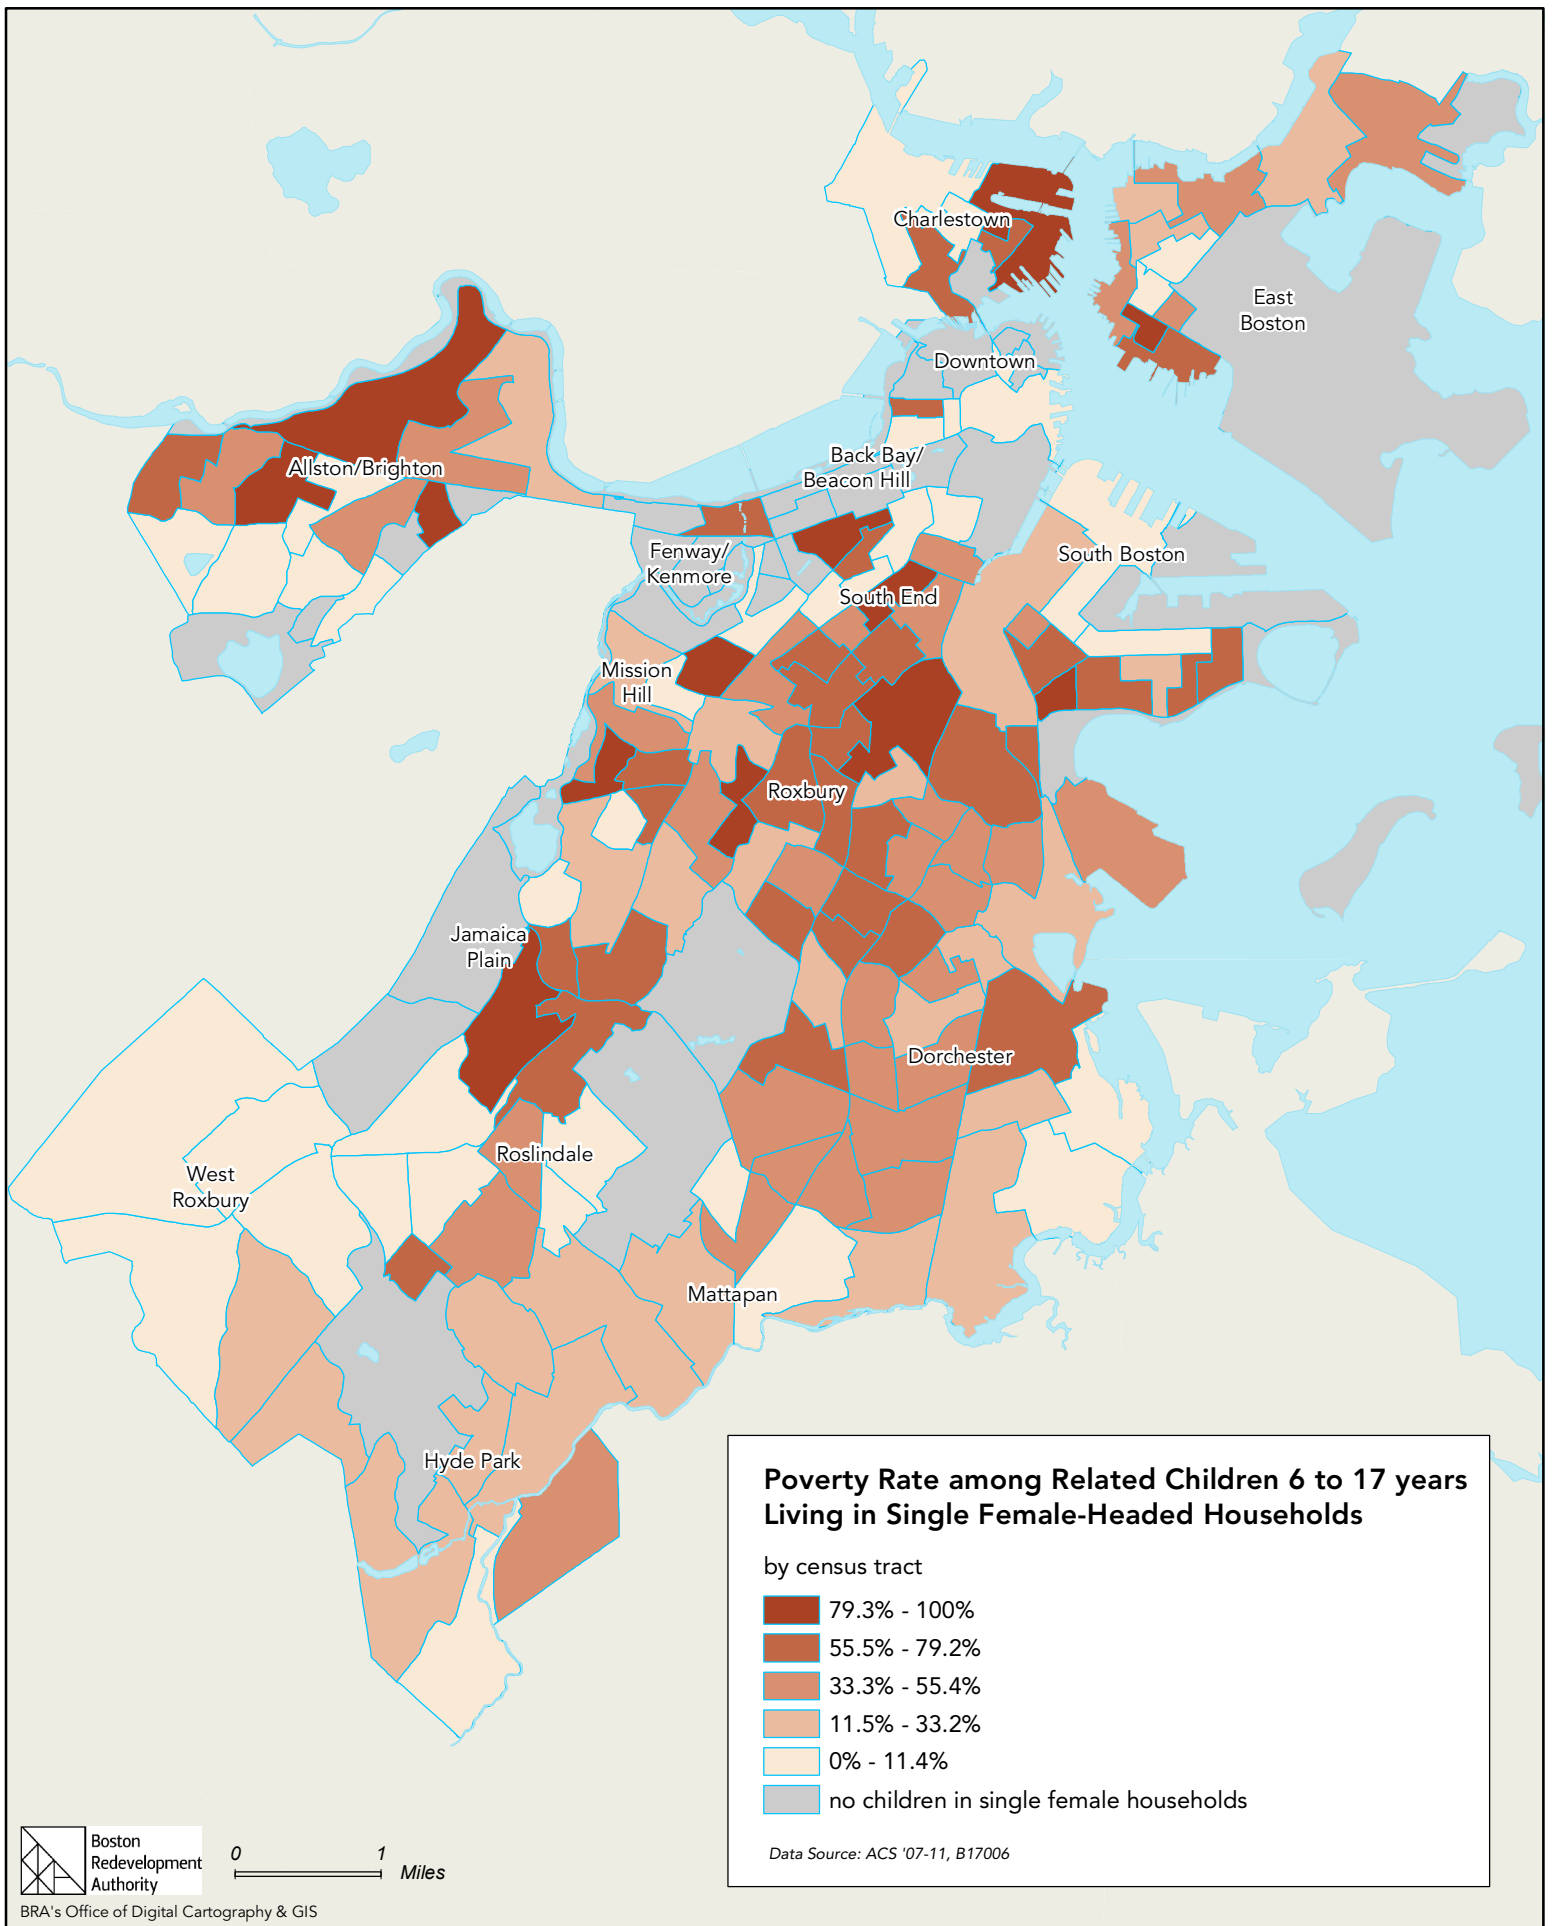 Charlestown
East
Boston
Downtown
Allston/Brighton
Back Bay/
Beacon Hill
Fenway/
Kenmore
South Boston
South End
Mission
Hill
Roxbury
Jamaica
Plain
Dorchester
Roslindale
West
Roxbury
Mattapan
Hyde Park
Poverty Rate among Related Children 6 to 17 years
Living in Single Female-Headed Households
by census tract
79.3% - 100%
55.5% - 79.2%
33.3% - 55.4%
11.5% - 33.2%
0% - 11.4%
no children in single female households
Data Source: ACS '07-11, B17006
Boston
Redevelopment
Authority
0 1
Miles
BRA's Office of Digital Cartography & GIS